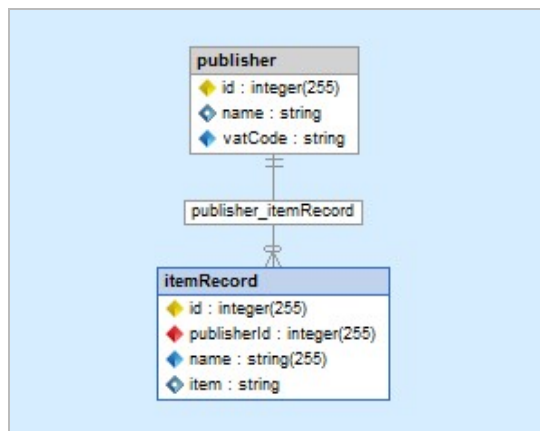 publisher
id : integer(255)
name : string
vatCode : string
publisher_itemRecord
itemRecord
id : integer(255)
publisherId : integer(255)
name : string(255)
item : string